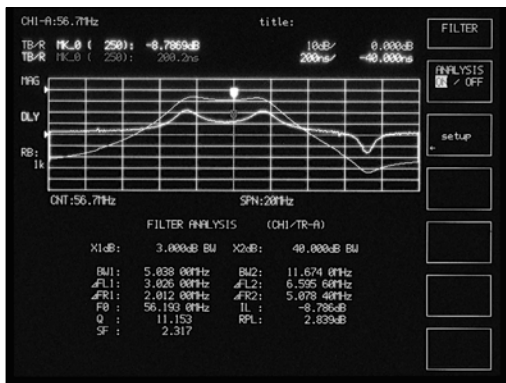 CH1-A:56.7MHz title:
TB/R MK_0 ( 250): -8.7869dB 10dB/ 0.000dB
TB/R MK_0 ( 250): 200.2ns 200ns/ -40.000ns
MAG
DLY
RB:
1k
CNT:56.7MHz SPN:20MHz
FILTER ANALYSIS (CH1/TR-A)
X1dB: 3.000dB BW X2dB: 40.000dB BW
BW1: 5.038 00MHz BW2: 11.674 0MHz
⊿FL1: 3.026 00MHz ⊿FL2: 6.595 60MHz
⊿FR1: 2.012 00MHz ⊿FR2: 5.078 40MHz
F0 : 56.193 0MHz IL : -8.786dB
Q : 11.153 RPL: 2.839dB
SF : 2.317
FILTER
ANALYSIS
ON / OFF
setup
←